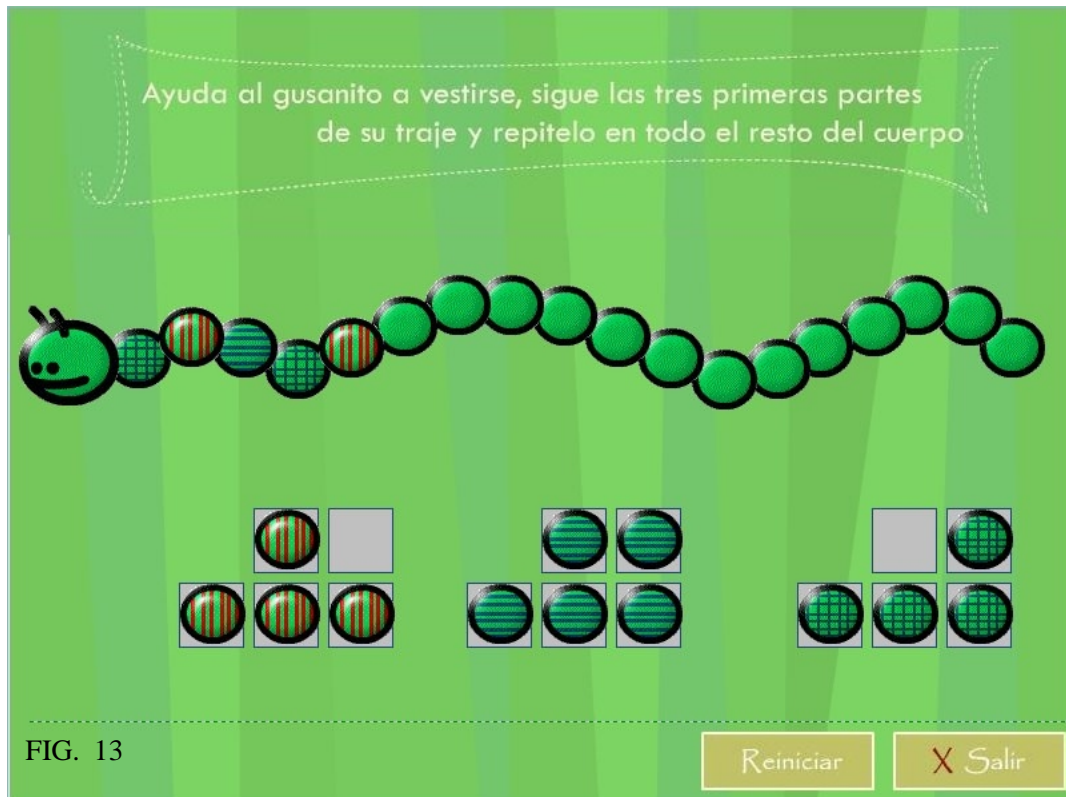 Ayuda al gusanito a vestirse, sigue las tres primeras partes
de su traje y repitelo en todo el resto del cuerpo
FIG. 13
Reiniciar
X Salir